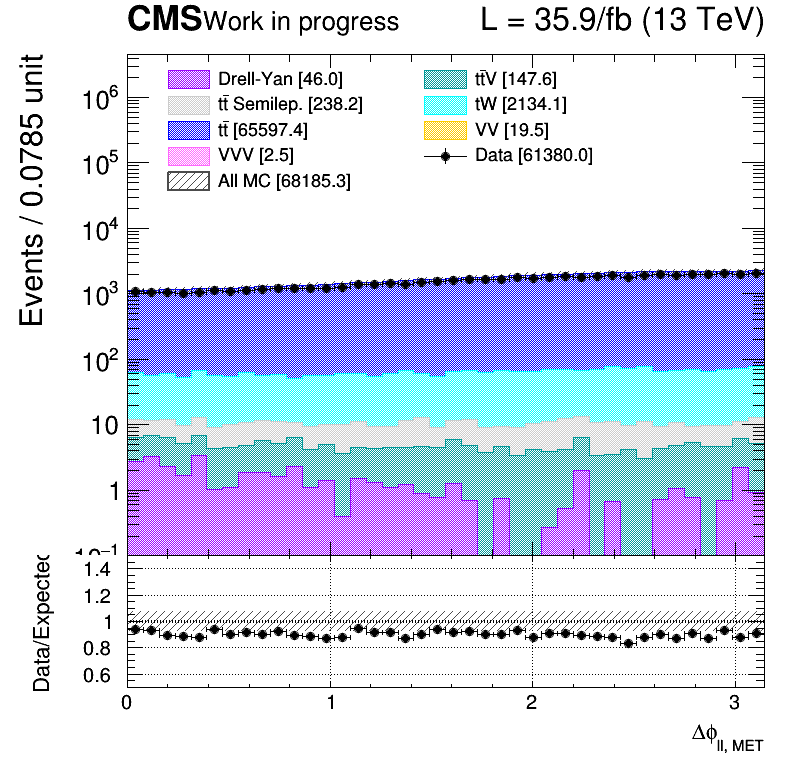 CMS Work in progress L = 35.9/fb (13 TeV)
Events / 0.0785 unit
Drell-Yan [46.0]
tt̄ Semilep. [238.2]
tt̄ [65597.4]
VVV [2.5]
All MC [68185.3]
tt̄V [147.6]
tW [2134.1]
VV [19.5]
Data [61380.0]
10⁶
10⁵
10⁴
10³
10²
10
1
10⁻¹
Data/Expected
1.4
1.2
1
0.8
0.6
0 1 2 3
Δϕll, MET